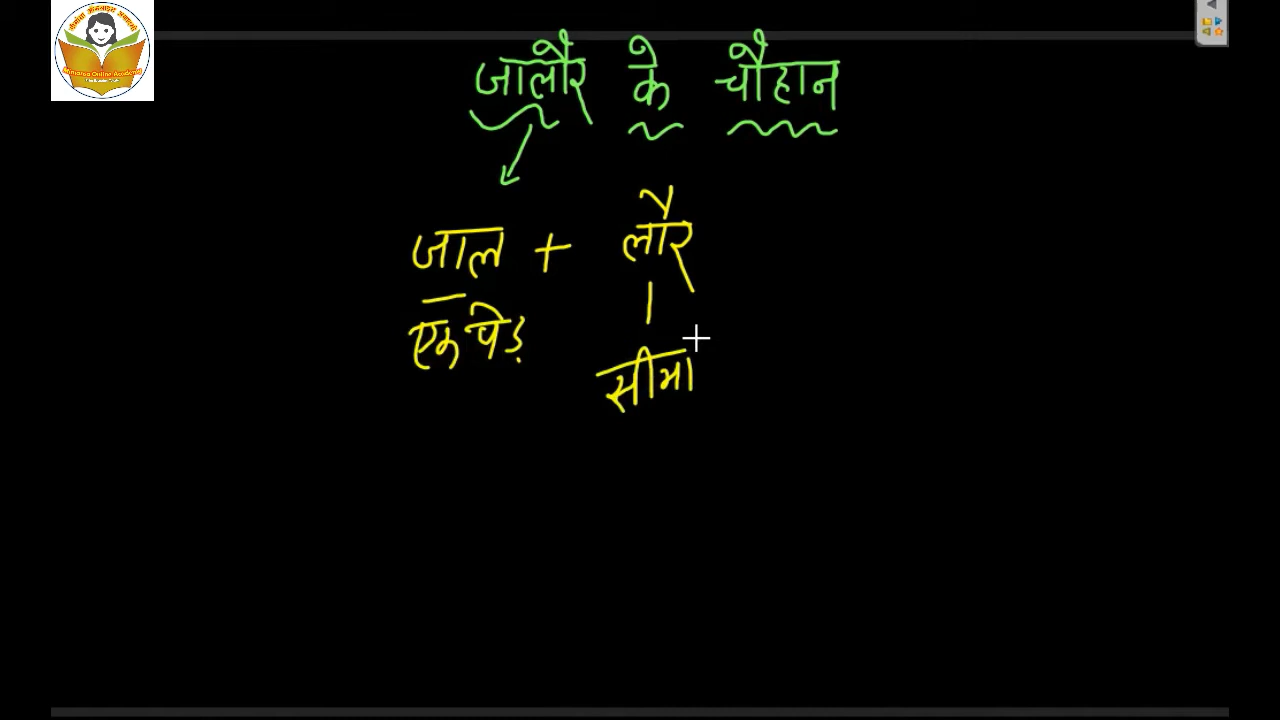 जालौर के चौहान
जाल + लौर
एक पेड़
सीमा